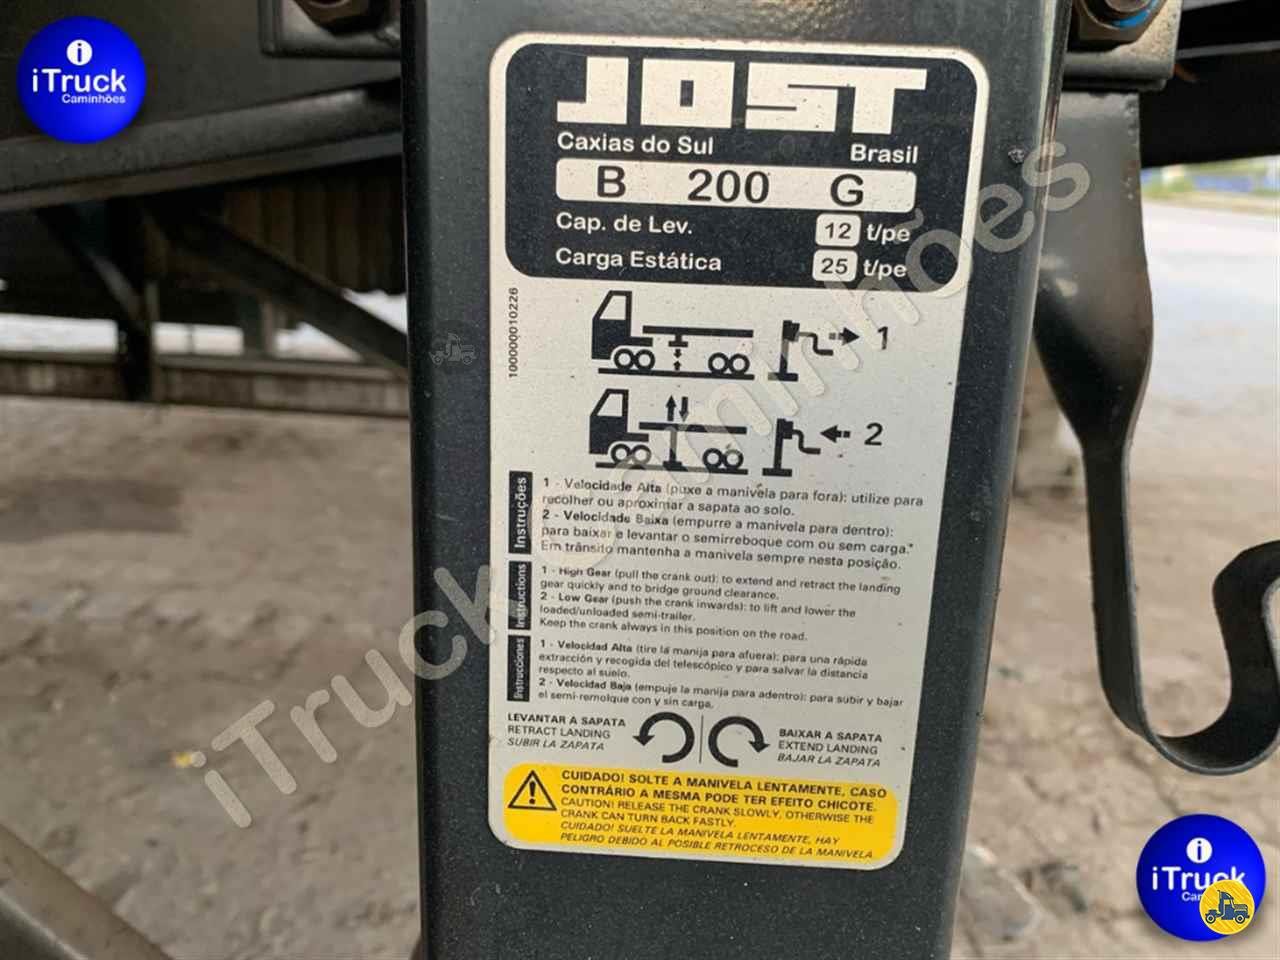 iTruck
Caminhões
JOST
Caxias do Sul Brasil
B 200 G
Cap. de Lev. 12 t/pe
Carga Estática 25 t/pe
100000010226
1
2
Instruções
1 - Velocidade Alta (puxe a manivela para fora): utilize para
recolher ou aproximar a sapata ao solo.
2 - Velocidade Baixa (empurre a manivela para dentro):
para baixar e levantar o semirreboque com ou sem carga.*
Em trânsito mantenha a manivela sempre nesta posição.
Instructions
1 - High Gear (pull the crank out): to extend and retract the landing
gear quickly and to bridge ground clearance.
2 - Low Gear (push the crank inwards): to lift and lower the
loaded/unloaded semi-trailer.
Keep the crank always in this position on the road.
Instrucciones
1 - Velocidad Alta (tire la manija para afuera): para una rápida
extracción y recogida del telescópico y para salvar la distancia
respecto al suelo.
2 - Velocidad Baja (empuje la manija para adentro): para subir y bajar
el semi-remolque con y sin carga.
LEVANTAR A SAPATA
RETRACT LANDING
SUBIR LA ZAPATA
BAIXAR A SAPATA
EXTEND LANDING
BAJAR LA ZAPATA
CUIDADO! SOLTE A MANIVELA LENTAMENTE, CASO
CONTRÁRIO A MESMA PODE TER EFEITO CHICOTE.
CAUTION! RELEASE THE CRANK SLOWLY, OTHERWISE THE
CRANK CAN TURN BACK FASTLY.
CUIDADO! SUELTE LA MANIVELA LENTAMENTE, HAY
PELIGRO DEBIDO AL POSIBLE RETROCESO DE LA MANIVELA
iTruck Caminhões
iTruck